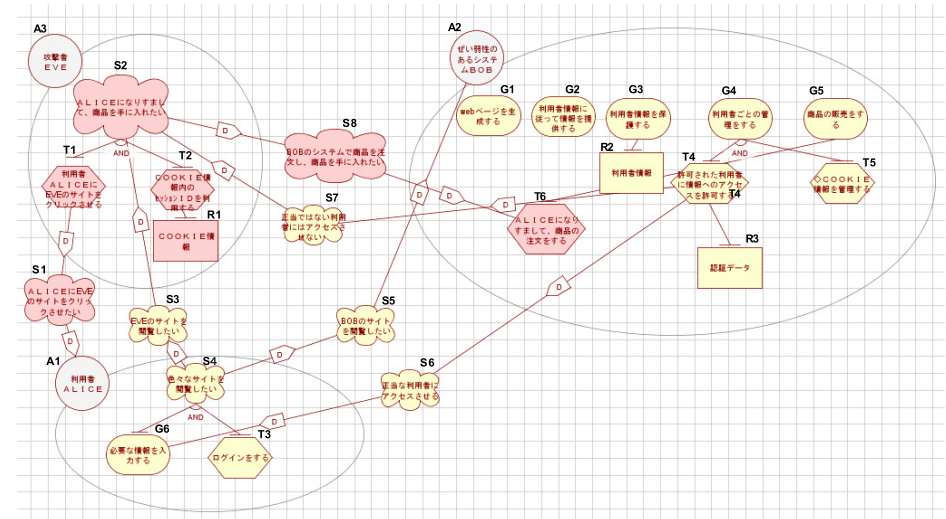 A3
攻撃者
EVE
S2
ALICEになりすま
して、商品を手に入れたい
AND
T1
利用者
ALICEに
EVEのサイトを
クリックさせる
T2
COOKIE情
報内の
セッションIDを利
用する
R1
COOKIE情
報
D
D
D
D
S1
ALICEにEVE
のサイトをクリッ
クさせたい
D
A1
利用者
ALICE
S8
BOBのシステムで商品を注
文し、商品を手に入れたい
D
S7
正当ではない利用
者にはアクセスさ
せない
D
S3
EVEのサイトを
閲覧したい
D
S4
色々なサイトを
閲覧したい
AND
D
S5
BOBのサイト
を閲覧したい
D
S6
正当な利用者に
アクセスさせる
D
D
G6
必要な情報を入
力する
T3
ログインをする
A2
ぜい弱性の
あるシステ
ムBOB
G1
webページを生
成する
G2
利用者情報に
従って情報を提
供する
G3
利用者情報を保
護する
G4
利用者ごとの管
理をする
AND
G5
商品の販売をす
る
R2
利用者情報
T4
許可された利用者
に情報へのアクセ
スを許可する
T4
T5
◇COOKIE
情報を管理する
T6
ALICEになり
すまして、商品の
注文をする
R3
認証データ